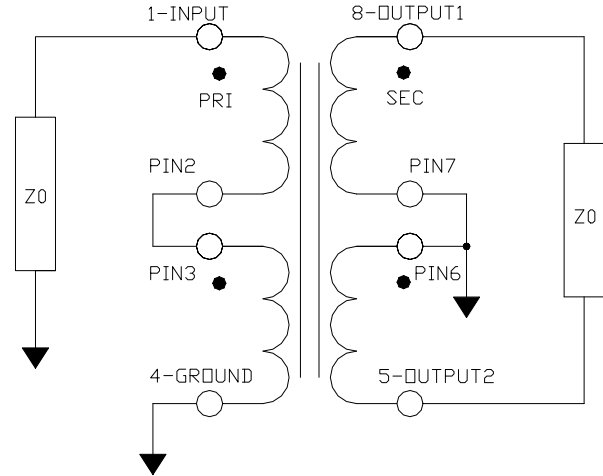 1-INPUT
8-OUTPUT1
PRI
SEC
PIN2
PIN7
Z0
Z0
PIN3
PIN6
4-GROUND
5-OUTPUT2